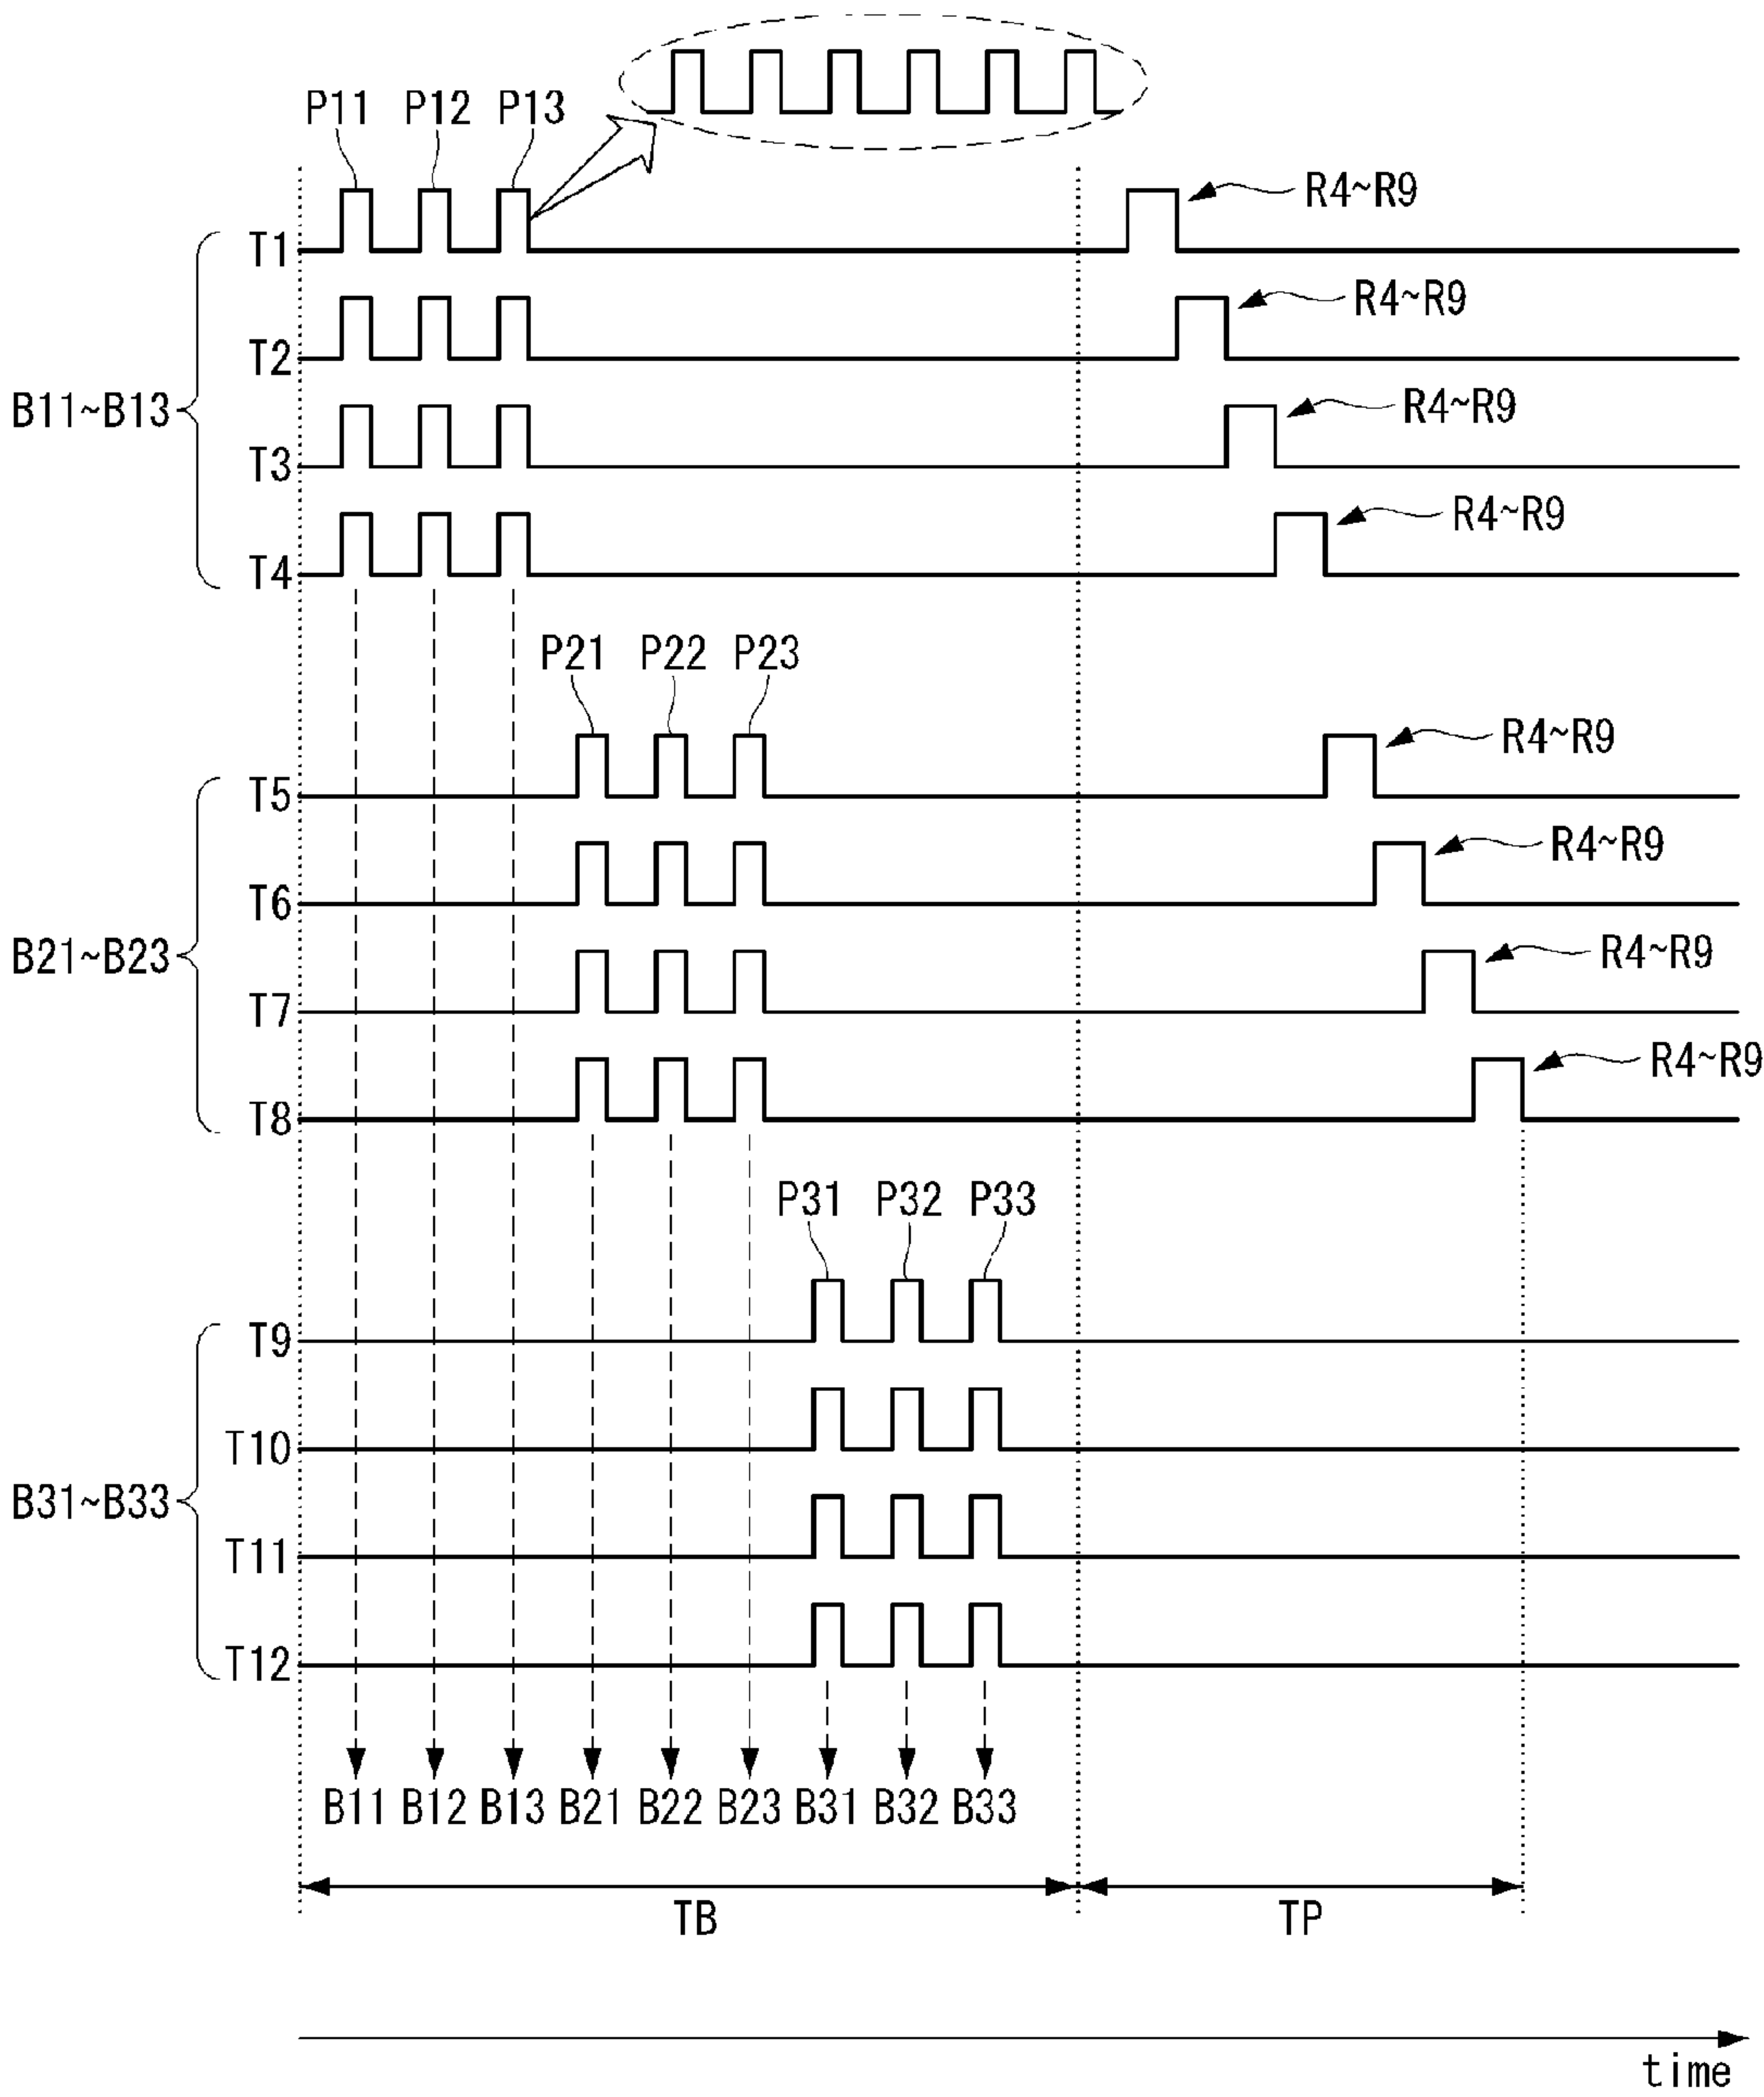 P11 P12 P13
R4~R9
T1
R4~R9
T2
B11~B13
R4~R9
T3
R4~R9
T4
P21 P22 P23
R4~R9
T5
R4~R9
T6
B21~B23
R4~R9
T7
R4~R9
T8
P31 P32 P33
T9
T10
B31~B33
T11
T12
B11 B12 B13 B21 B22 B23 B31 B32 B33
TB TP
time